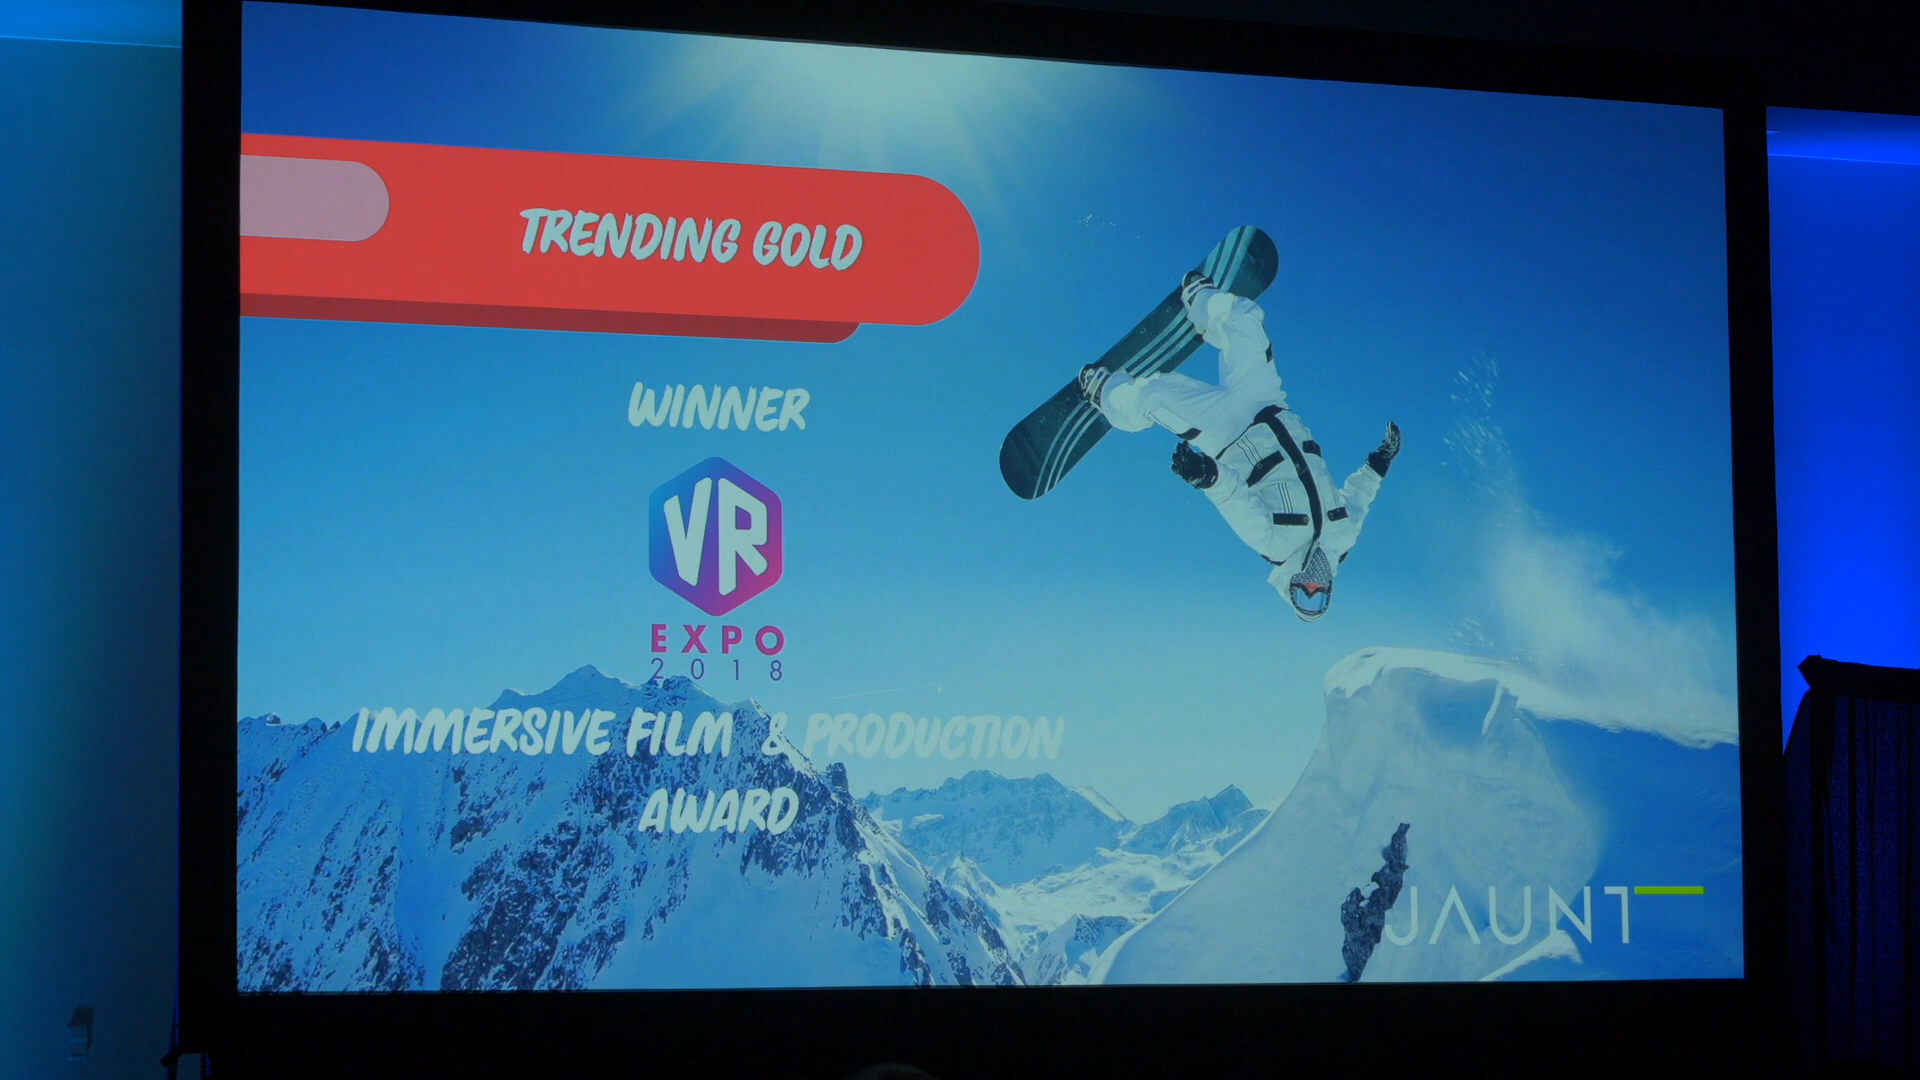 TRENDING GOLD
WINNER
VR
EXPO
2018
IMMERSIVE FILM & PRODUCTION
AWARD
JAUNT